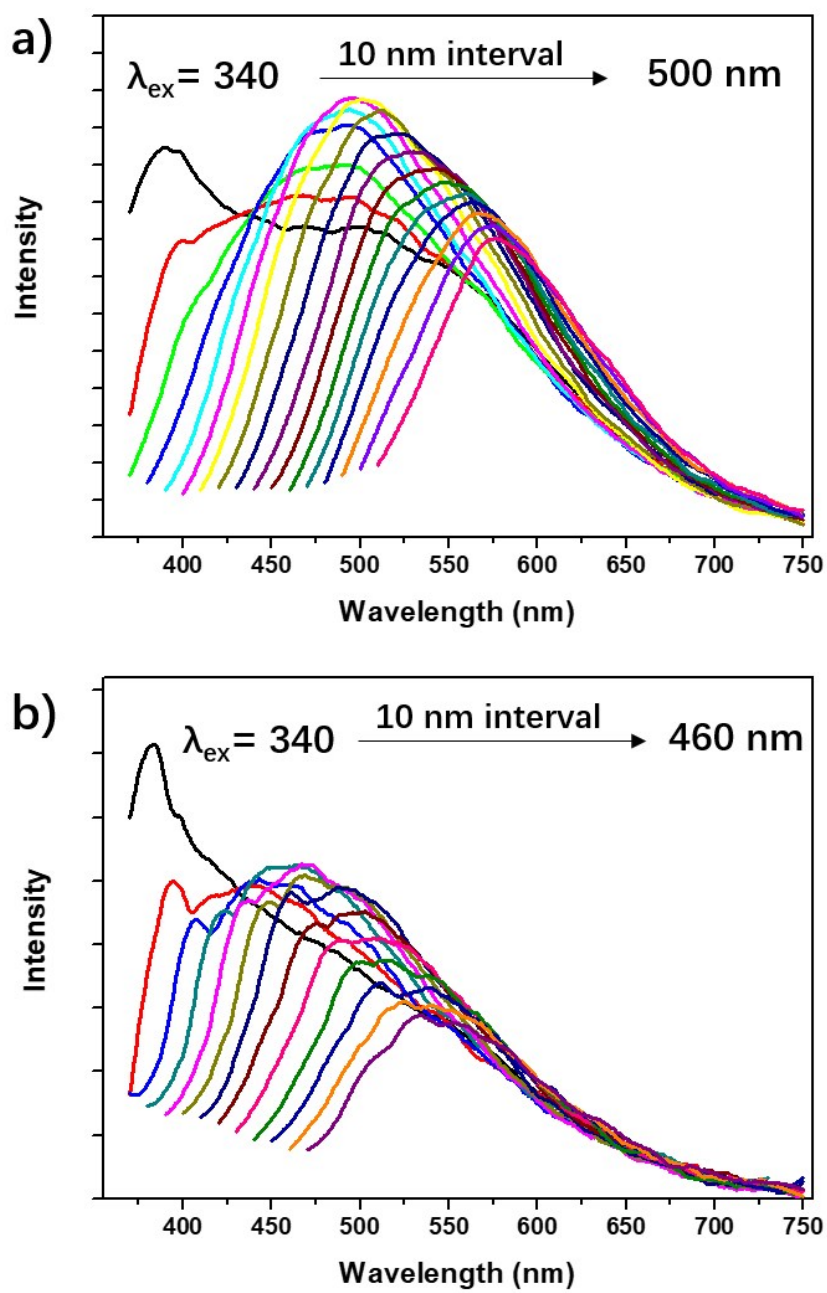 a)
λex= 340 10 nm interval 500 nm
Intensity
400 450 500 550 600 650 700 750
Wavelength (nm)
b)
λex= 340 10 nm interval 460 nm
Intensity
400 450 500 550 600 650 700 750
Wavelength (nm)